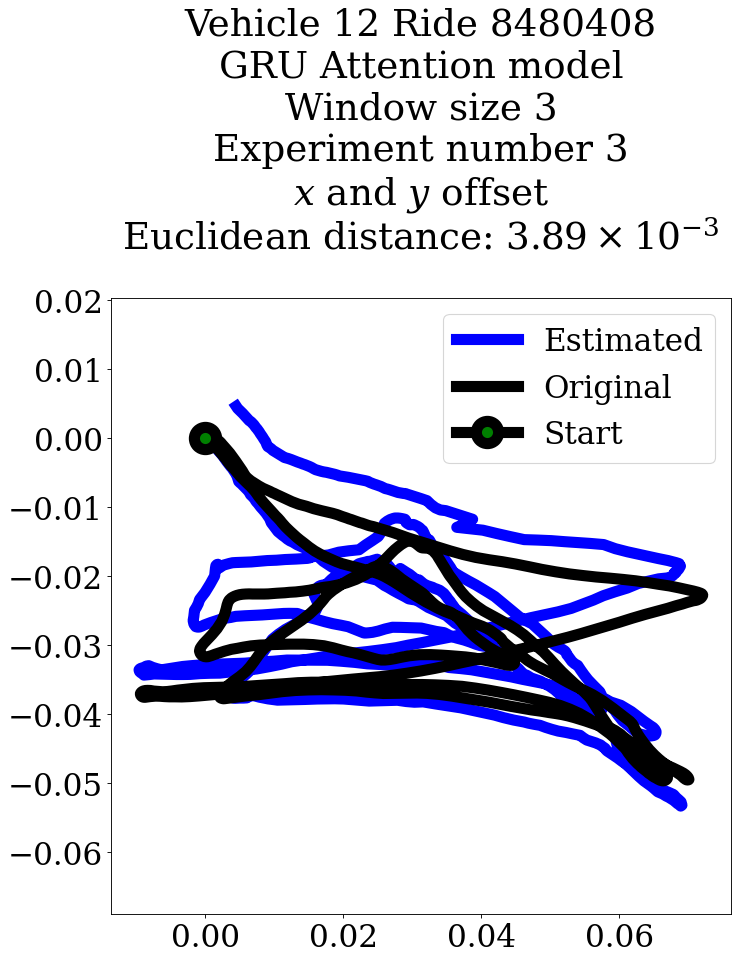 Vehicle 12 Ride 8480408
GRU Attention model
Window size 3
Experiment number 3
x and y offset
Euclidean distance: 3.89 × 10⁻³
Estimated
Original
Start
0.02
0.01
0.00
−0.01
−0.02
−0.03
−0.04
−0.05
−0.06
0.00 0.02 0.04 0.06